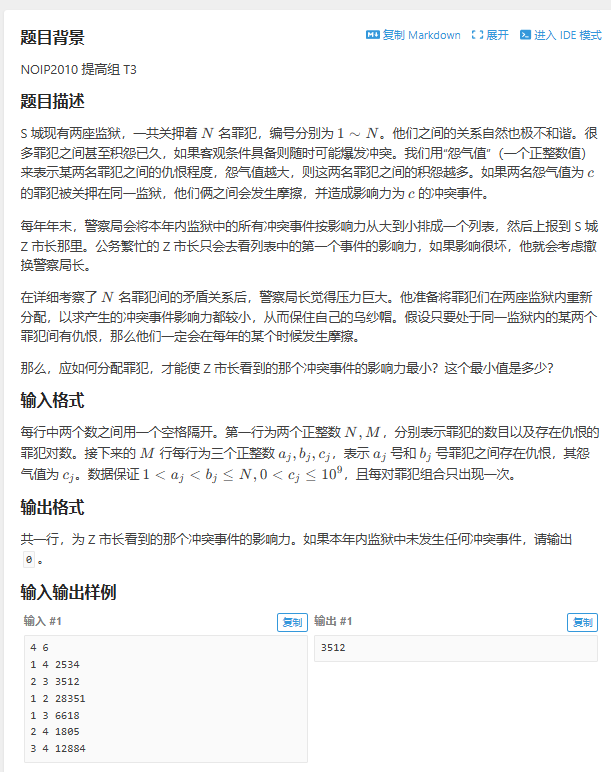 题目背景
复制 Markdown 展开 进入 IDE 模式
NOIP2010 提高组 T3
题目描述
S 城现有两座监狱，一共关押着 N 名罪犯，编号分别为 1 ∼ N。他们之间的关系自然也极不和谐。很
多罪犯之间甚至积怨已久，如果客观条件具备则随时可能爆发冲突。我们用“怨气值”（一个正整数值）
来表示某两名罪犯之间的仇恨程度，怨气值越大，则这两名罪犯之间的积怨越多。如果两名怨气值为 c
的罪犯被关押在同一监狱，他们俩之间会发生摩擦，并造成影响力为 c 的冲突事件。
每年年末，警察局会将本年内监狱中的所有冲突事件按影响力从大到小排成一个列表，然后上报到 S 城
Z 市长那里。公务繁忙的 Z 市长只会去看列表中的第一个事件的影响力，如果影响很坏，他就会考虑撤
换警察局长。
在详细考察了 N 名罪犯间的矛盾关系后，警察局长觉得压力巨大。他准备将罪犯们在两座监狱内重新
分配，以求产生的冲突事件影响力都较小，从而保住自己的乌纱帽。假设只要处于同一监狱内的某两个
罪犯间有仇恨，那么他们一定会在每年的某个时候发生摩擦。
那么，应如何分配罪犯，才能使 Z 市长看到的那个冲突事件的影响力最小？这个最小值是多少？
输入格式
每行中两个数之间用一个空格隔开。第一行为两个正整数 N, M，分别表示罪犯的数目以及存在仇恨的
罪犯对数。接下来的 M 行每行为三个正整数 aⱼ, bⱼ, cⱼ，表示 aⱼ 号和 bⱼ 号罪犯之间存在仇恨，其怨
气值为 cⱼ。数据保证 1 < aⱼ < bⱼ ≤ N, 0 < cⱼ ≤ 10⁹，且每对罪犯组合只出现一次。
输出格式
共一行，为 Z 市长看到的那个冲突事件的影响力。如果本年内监狱中未发生任何冲突事件，请输出
0 。
输入输出样例
输入 #1 复制
4 6
1 4 2534
2 3 3512
1 2 28351
1 3 6618
2 4 1805
3 4 12884
输出 #1 复制
3512